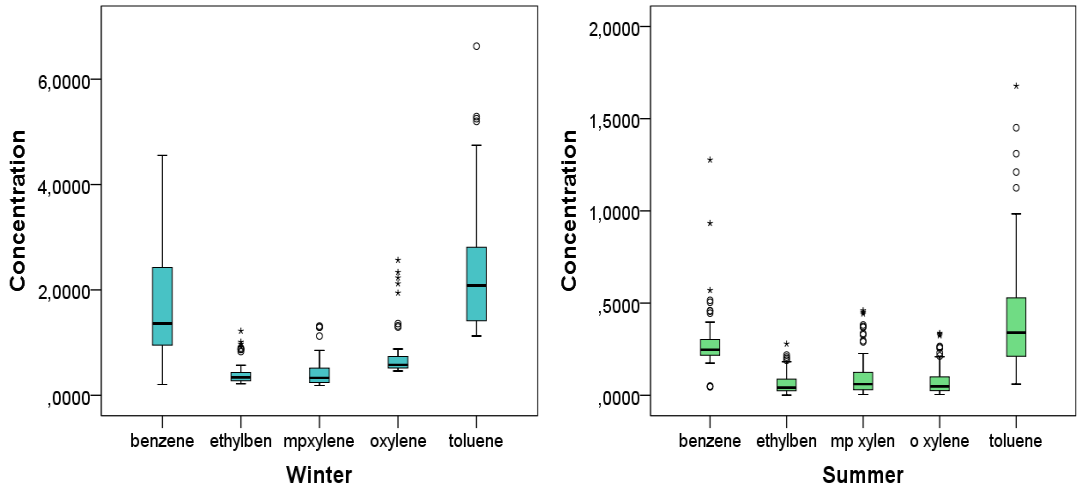 Concentration
6,0000
4,0000
2,0000
,0000
benzene ethylben mpxylene oxylene toluene
Winter
Concentration
2,0000
1,5000
1,0000
,5000
,0000
benzene ethylben mp xylen o xylene toluene
Summer